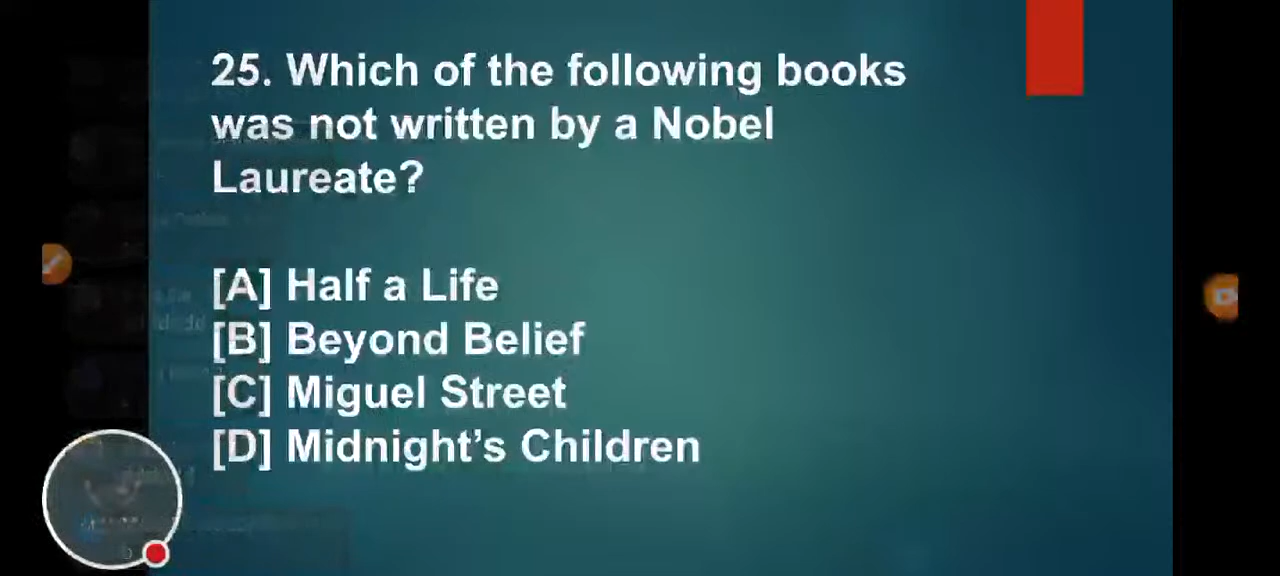 25. Which of the following books
was not written by a Nobel
Laureate?
[A] Half a Life
[B] Beyond Belief
[C] Miguel Street
[D] Midnight’s Children